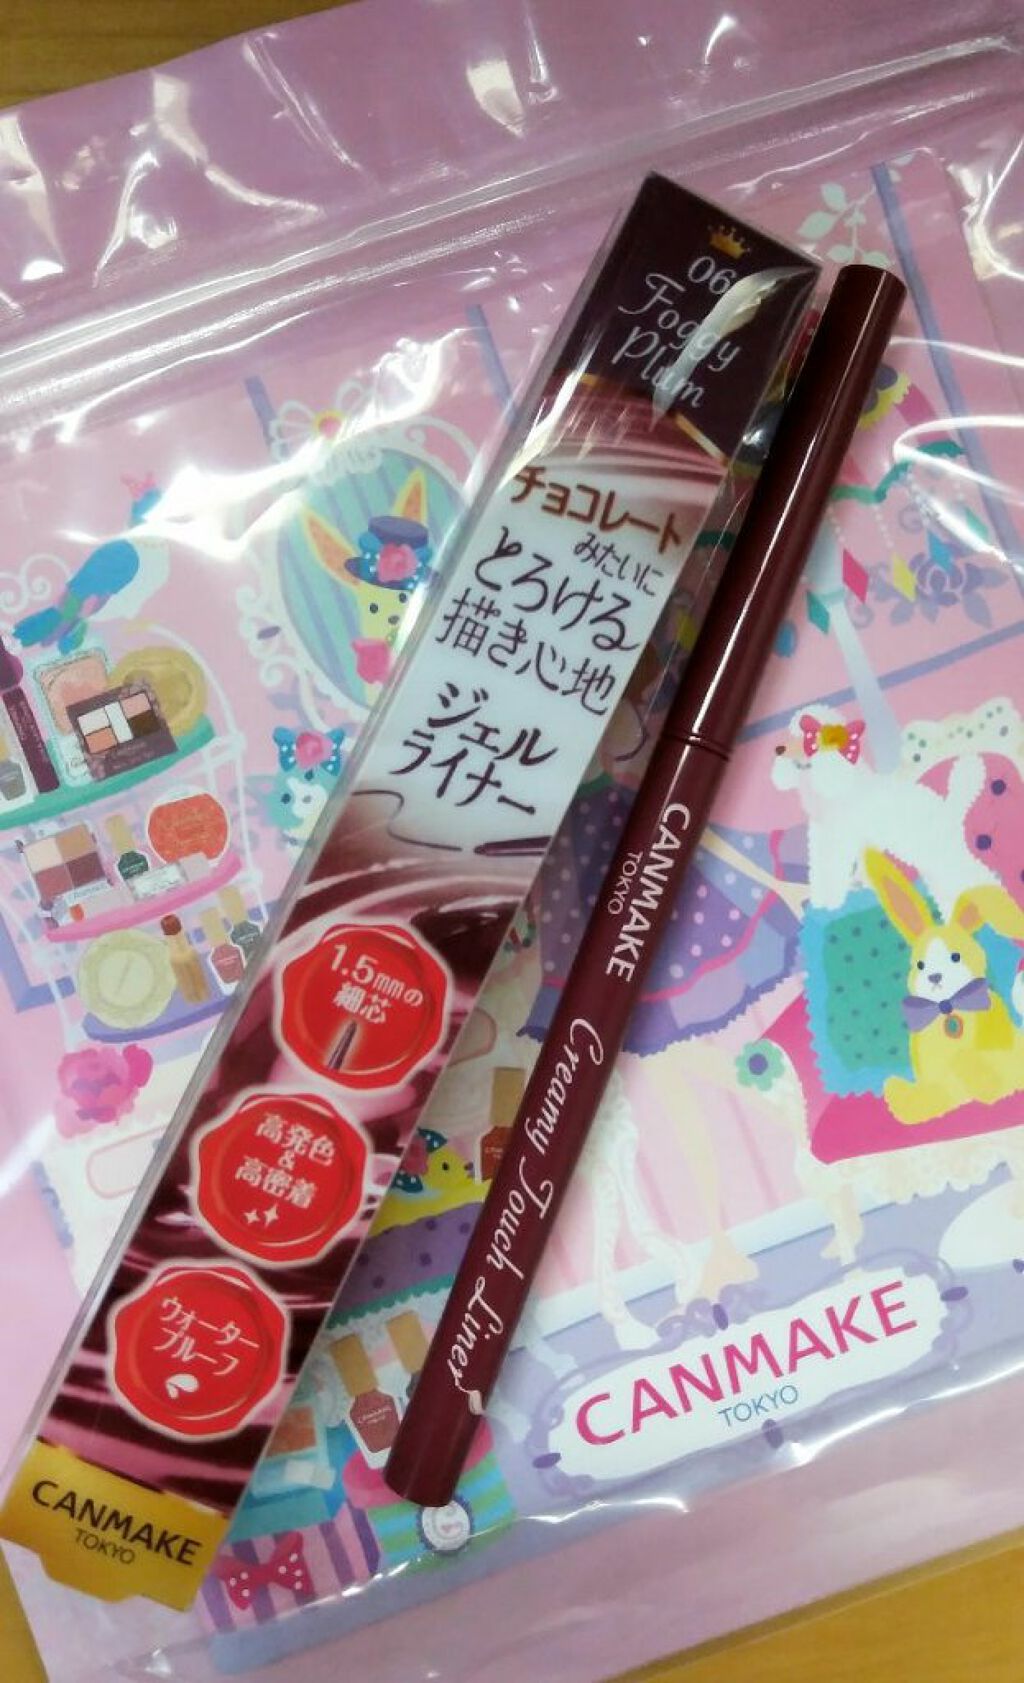 06
Foggy
Plum
チョコレート
みたいに
とろける
描き心地
ジェル
ライナー
1.5mmの
細芯
高発色
&
高密着
ウォーター
プルーフ
CANMAKE
TOKYO
CANMAKE
TOKYO
Creamy Touch Liner
CANMAKE
TOKYO